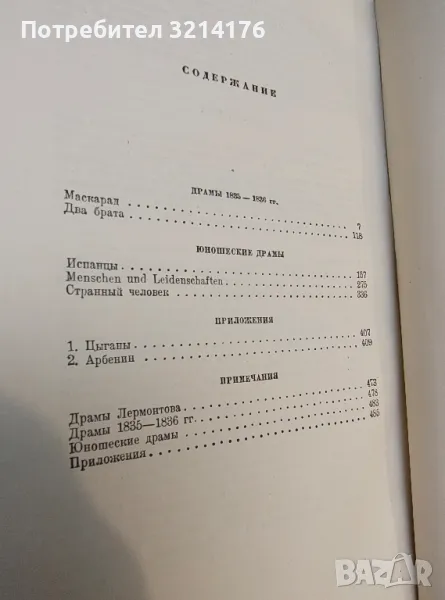 Потребител 3214176
СОДЕРЖАНИЕ
ДРАМЫ 1835—1836 гг.
Маскарад 7
Два брата 118
ЮНОШЕСКИЕ ДРАМЫ
Испанцы 157
Menschen und Leidenschaften 275
Странный человек 336
ПРИЛОЖЕНИЯ
1. Цыганы 407
2. Арбенин 409
ПРИМЕЧАНИЯ
Драмы Лермонтова 473
Драмы 1835—1836 гг. 478
Юношеские драмы 483
Приложения 485
BAZAR